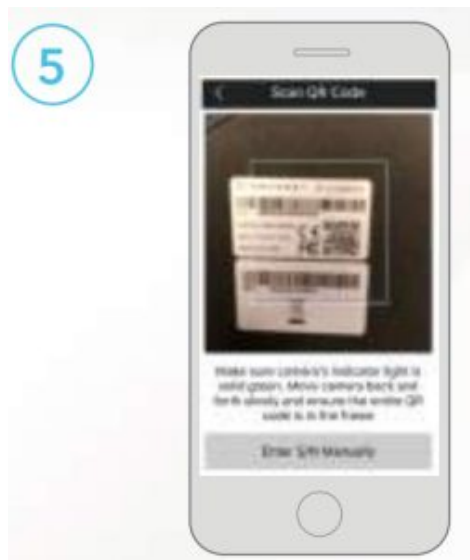 5
Scan QR Code
Make sure camera's indicator light is
solid green. Move camera back and
forth slowly and ensure the entire QR
code is in the frame
Enter S/N Manually